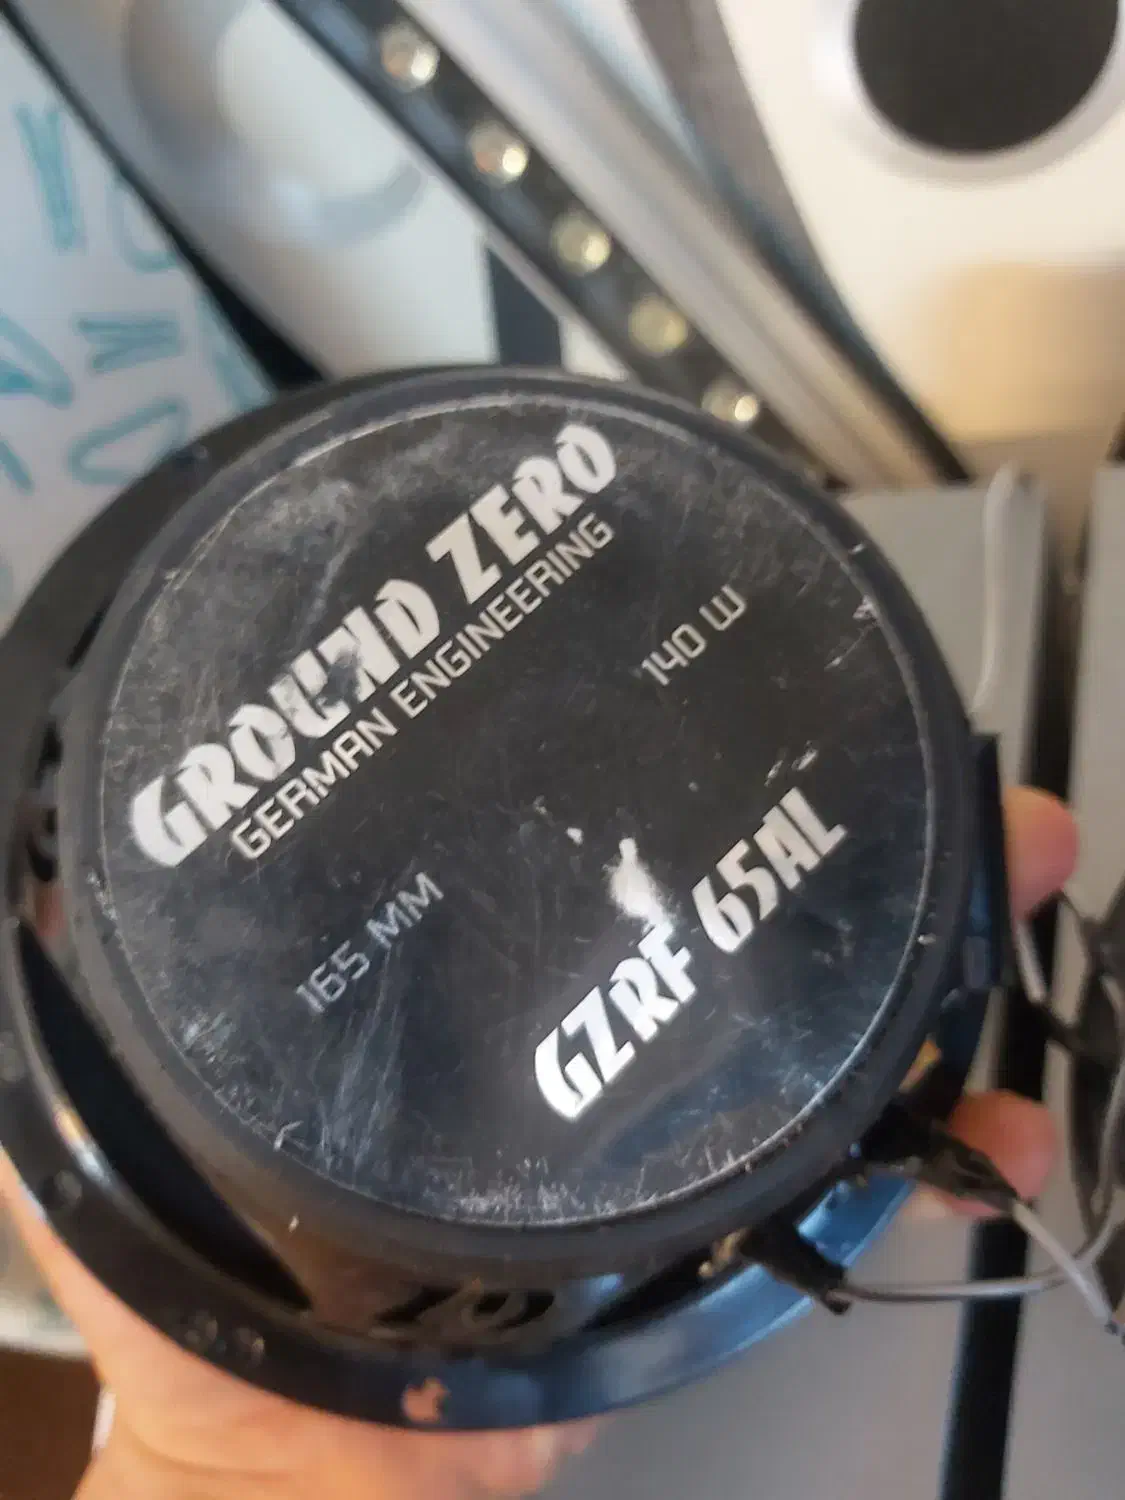 GROUND ZERO
GERMAN ENGINEERING
140 W
165 MM
GZRF 65AL